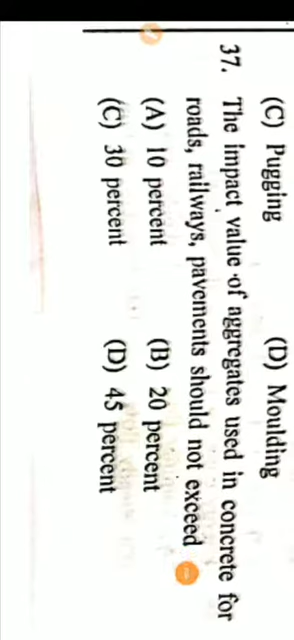 (C) Pugging (D) Moulding
37. The impact value of aggregates used in concrete for
roads, railways, pavements should not exceed
(A) 10 percent (B) 20 percent
(C) 30 percent (D) 45 percent